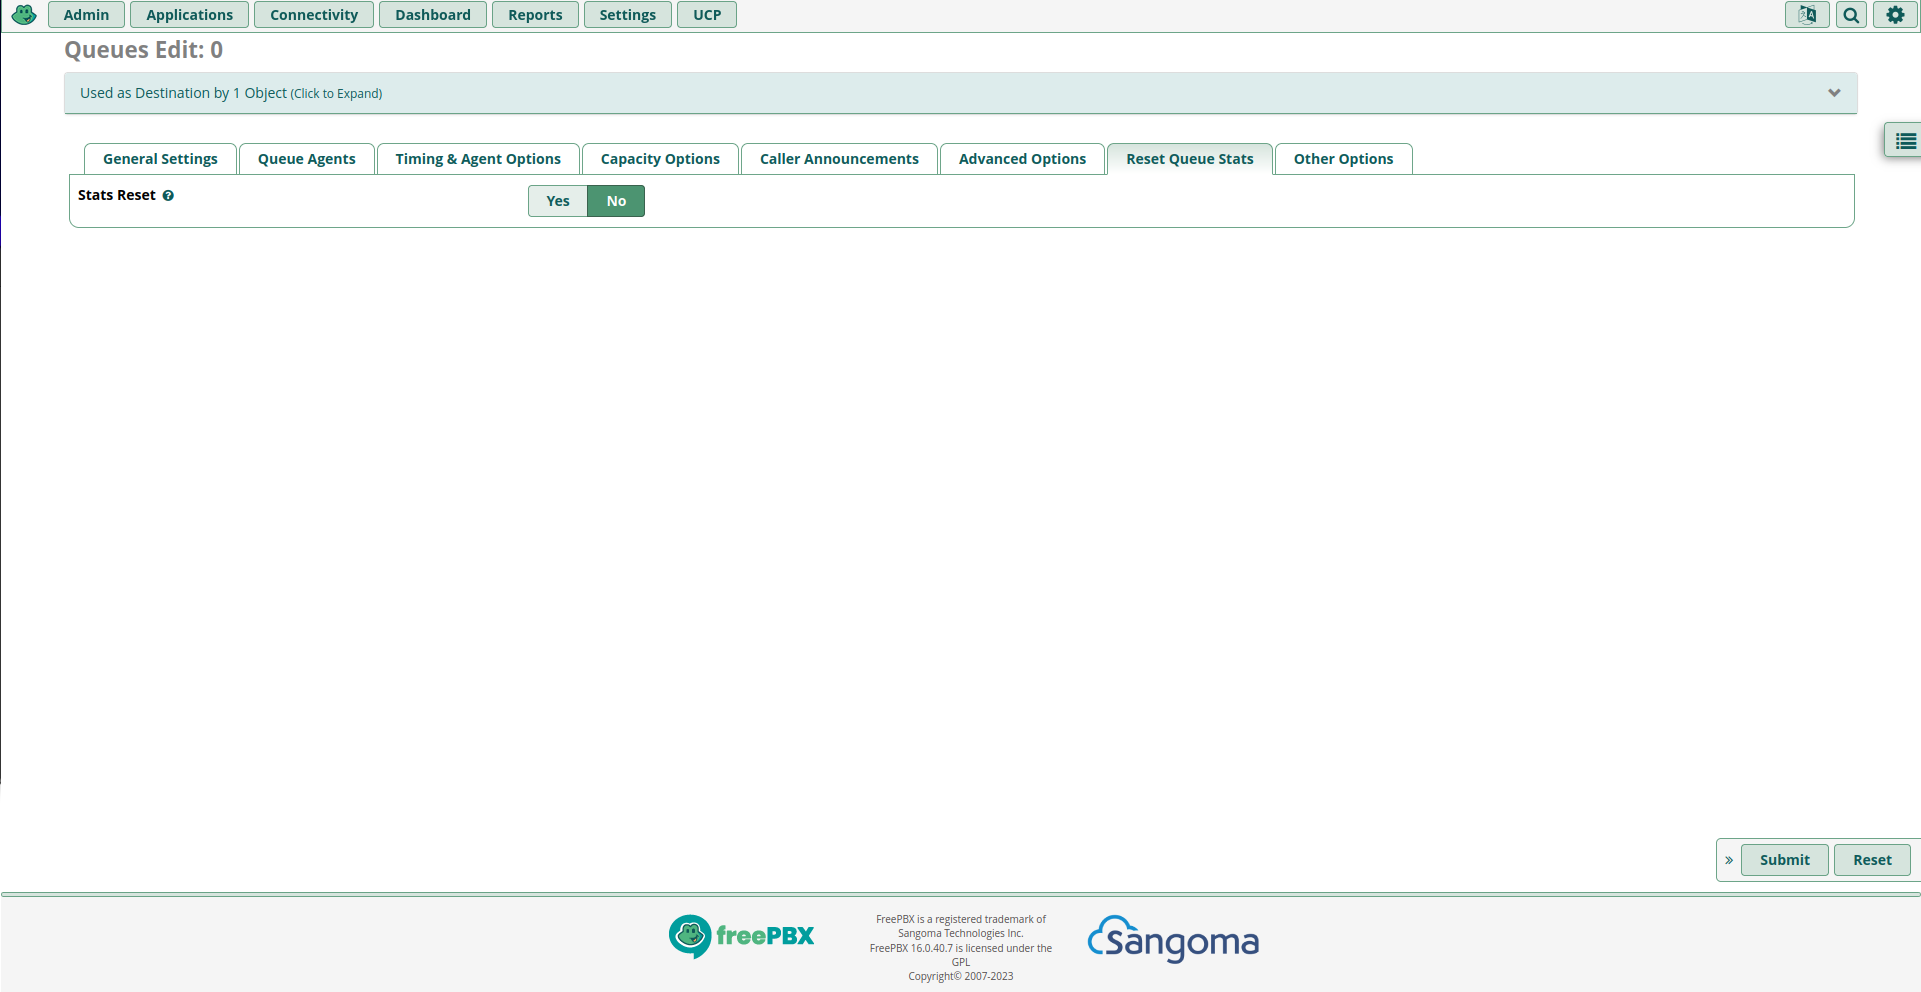 Admin Applications Connectivity Dashboard Reports Settings UCP
Queues Edit: 0
Used as Destination by 1 Object (Click to Expand)
General Settings Queue Agents Timing & Agent Options Capacity Options Caller Announcements Advanced Options Reset Queue Stats Other Options
Stats Reset Yes No
» Submit Reset
freePBX
FreePBX is a registered trademark of
Sangoma Technologies Inc.
FreePBX 16.0.40.7 is licensed under the
GPL
Copyright© 2007-2023
Sangoma